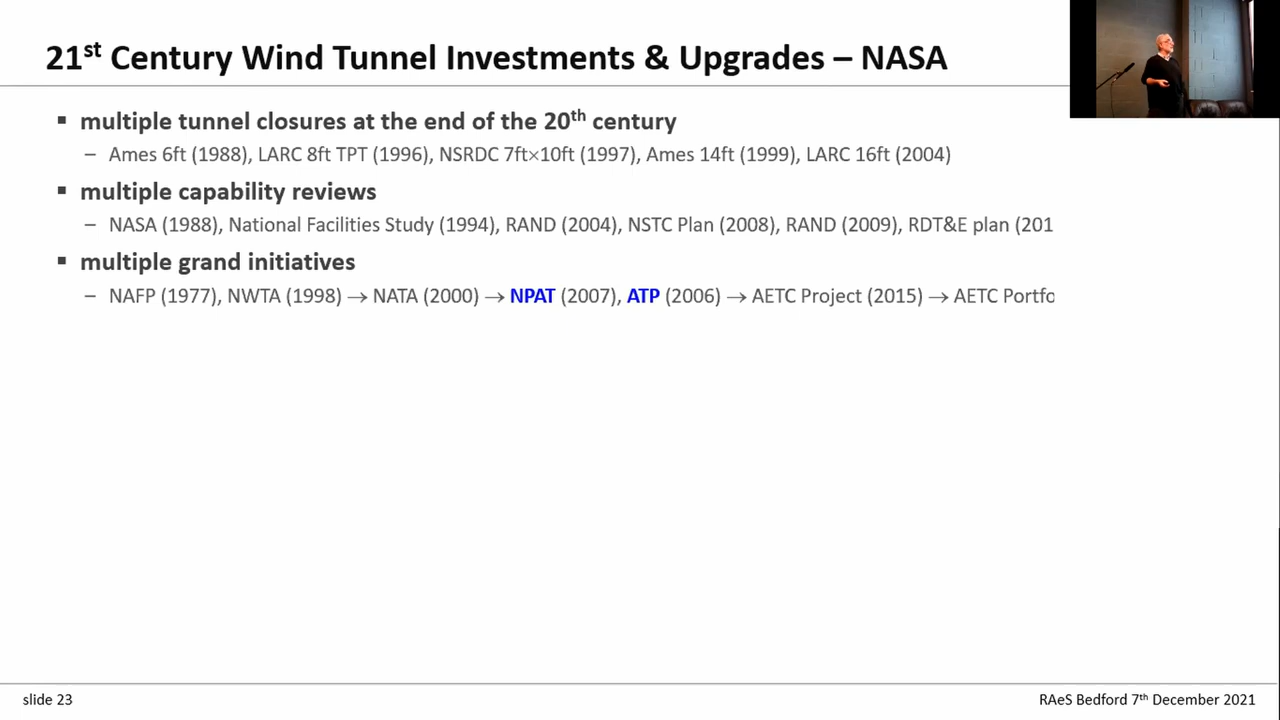 21st Century Wind Tunnel Investments & Upgrades – NASA
▪ multiple tunnel closures at the end of the 20th century
– Ames 6ft (1988), LARC 8ft TPT (1996), NSRDC 7ft×10ft (1997), Ames 14ft (1999), LARC 16ft (2004)
▪ multiple capability reviews
– NASA (1988), National Facilities Study (1994), RAND (2004), NSTC Plan (2008), RAND (2009), RDT&E plan (201
▪ multiple grand initiatives
– NAFP (1977), NWTA (1998) → NATA (2000) → NPAT (2007), ATP (2006) → AETC Project (2015) → AETC Portfo
slide 23
RAeS Bedford 7th December 2021